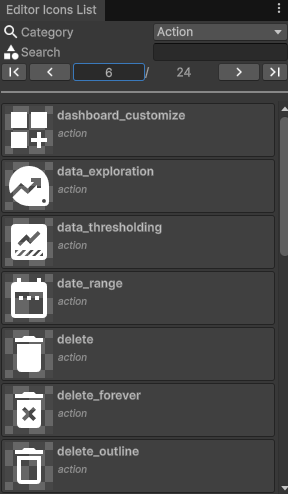 Editor Icons List
Category Action
Search
6 / 24
dashboard_customize
action
data_exploration
action
data_thresholding
action
date_range
action
delete
action
delete_forever
action
delete_outline
action